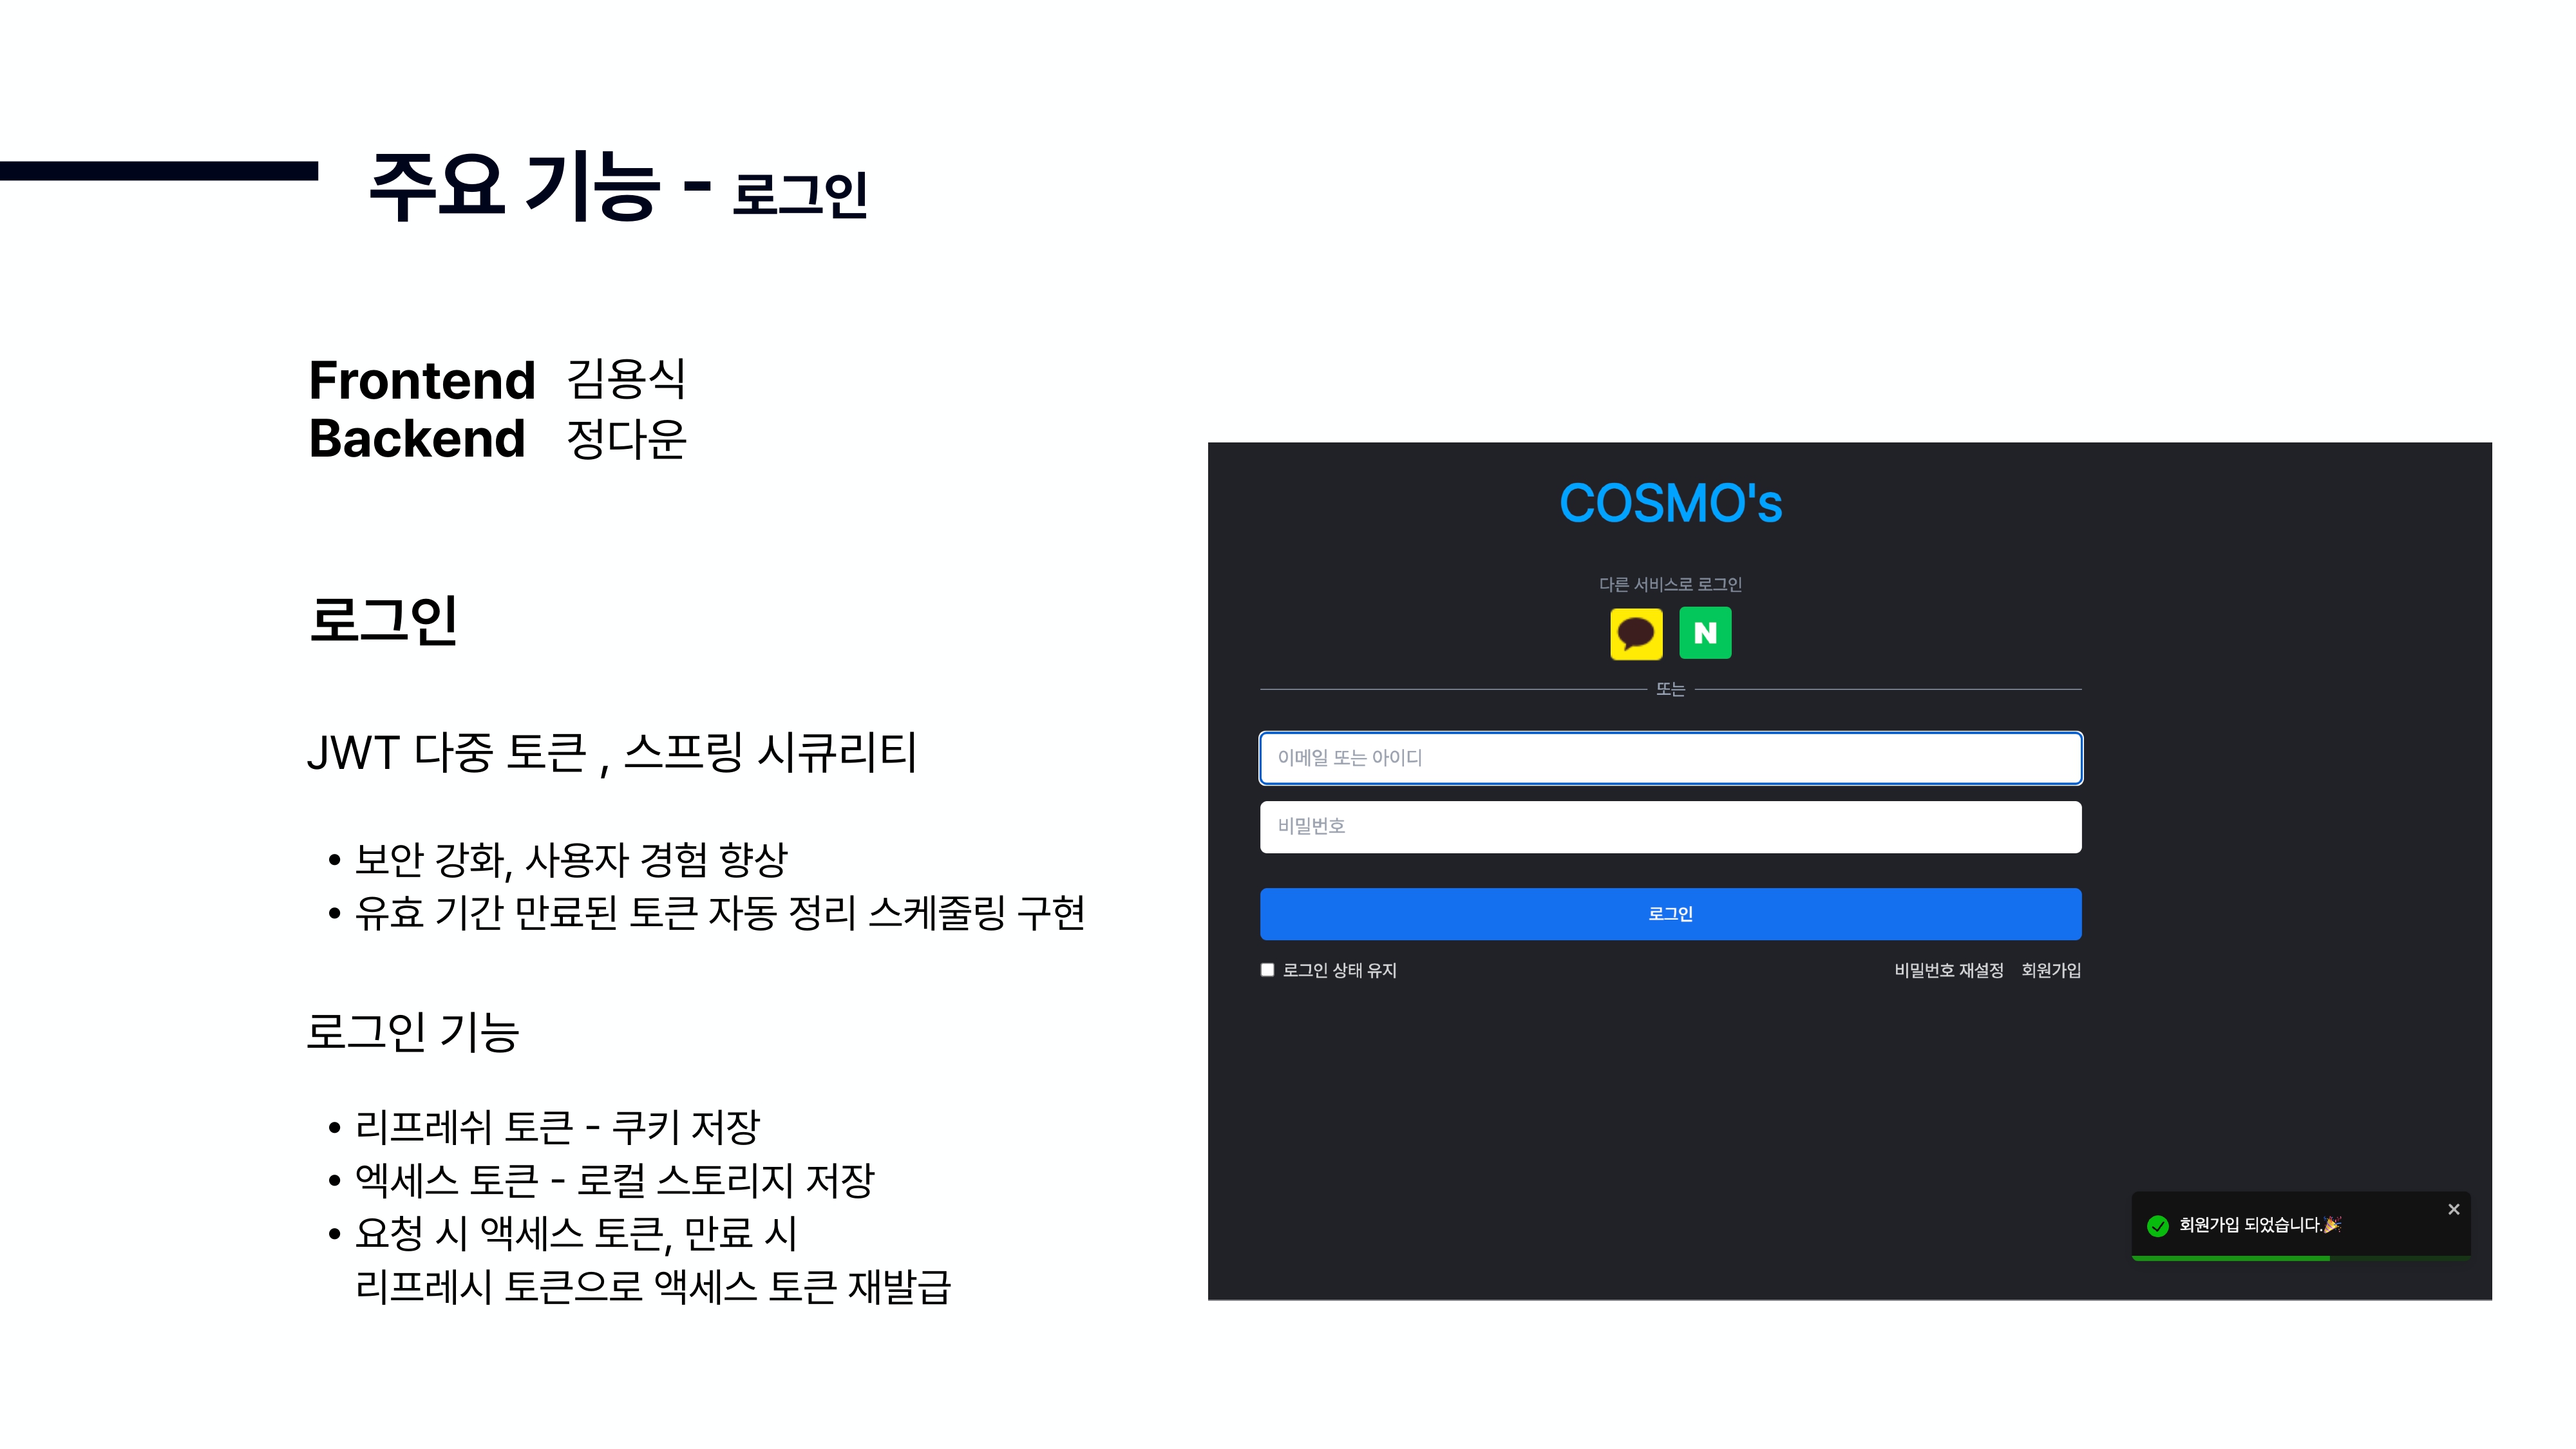 주요 기능 - 로그인
Frontend 김용식
Backend 정다운
로그인
JWT 다중 토큰 , 스프링 시큐리티
• 보안 강화, 사용자 경험 향상
• 유효 기간 만료된 토큰 자동 정리 스케줄링 구현
로그인 기능
• 리프레쉬 토큰 - 쿠키 저장
• 엑세스 토큰 - 로컬 스토리지 저장
• 요청 시 액세스 토큰, 만료 시
리프레시 토큰으로 액세스 토큰 재발급
COSMO's
다른 서비스로 로그인
N
또는
이메일 또는 아이디
비밀번호
로그인
로그인 상태 유지
비밀번호 재설정 회원가입
회원가입 되었습니다.🎉